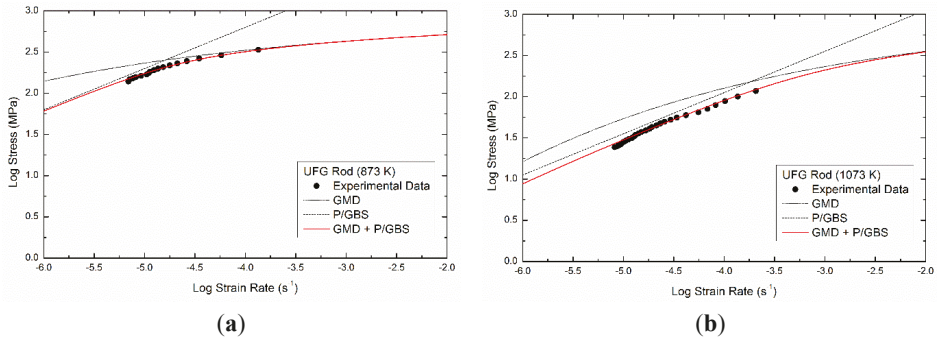 3.0
2.5
2.0
1.5
1.0
0.5
0.0
Log Stress (MPa)
UFG Rod (873 K)
Experimental Data
GMD
P/GBS
GMD + P/GBS
-6.0 -5.5 -5.0 -4.5 -4.0 -3.5 -3.0 -2.5 -2.0
Log Strain Rate (s-1)
(a)
3.0
2.5
2.0
1.5
1.0
0.5
0.0
Log Stress (MPa)
UFG Rod (1073 K)
Experimental Data
GMD
P/GBS
GMD + P/GBS
-6.0 -5.5 -5.0 -4.5 -4.0 -3.5 -3.0 -2.5 -2.0
Log Strain Rate (s-1)
(b)